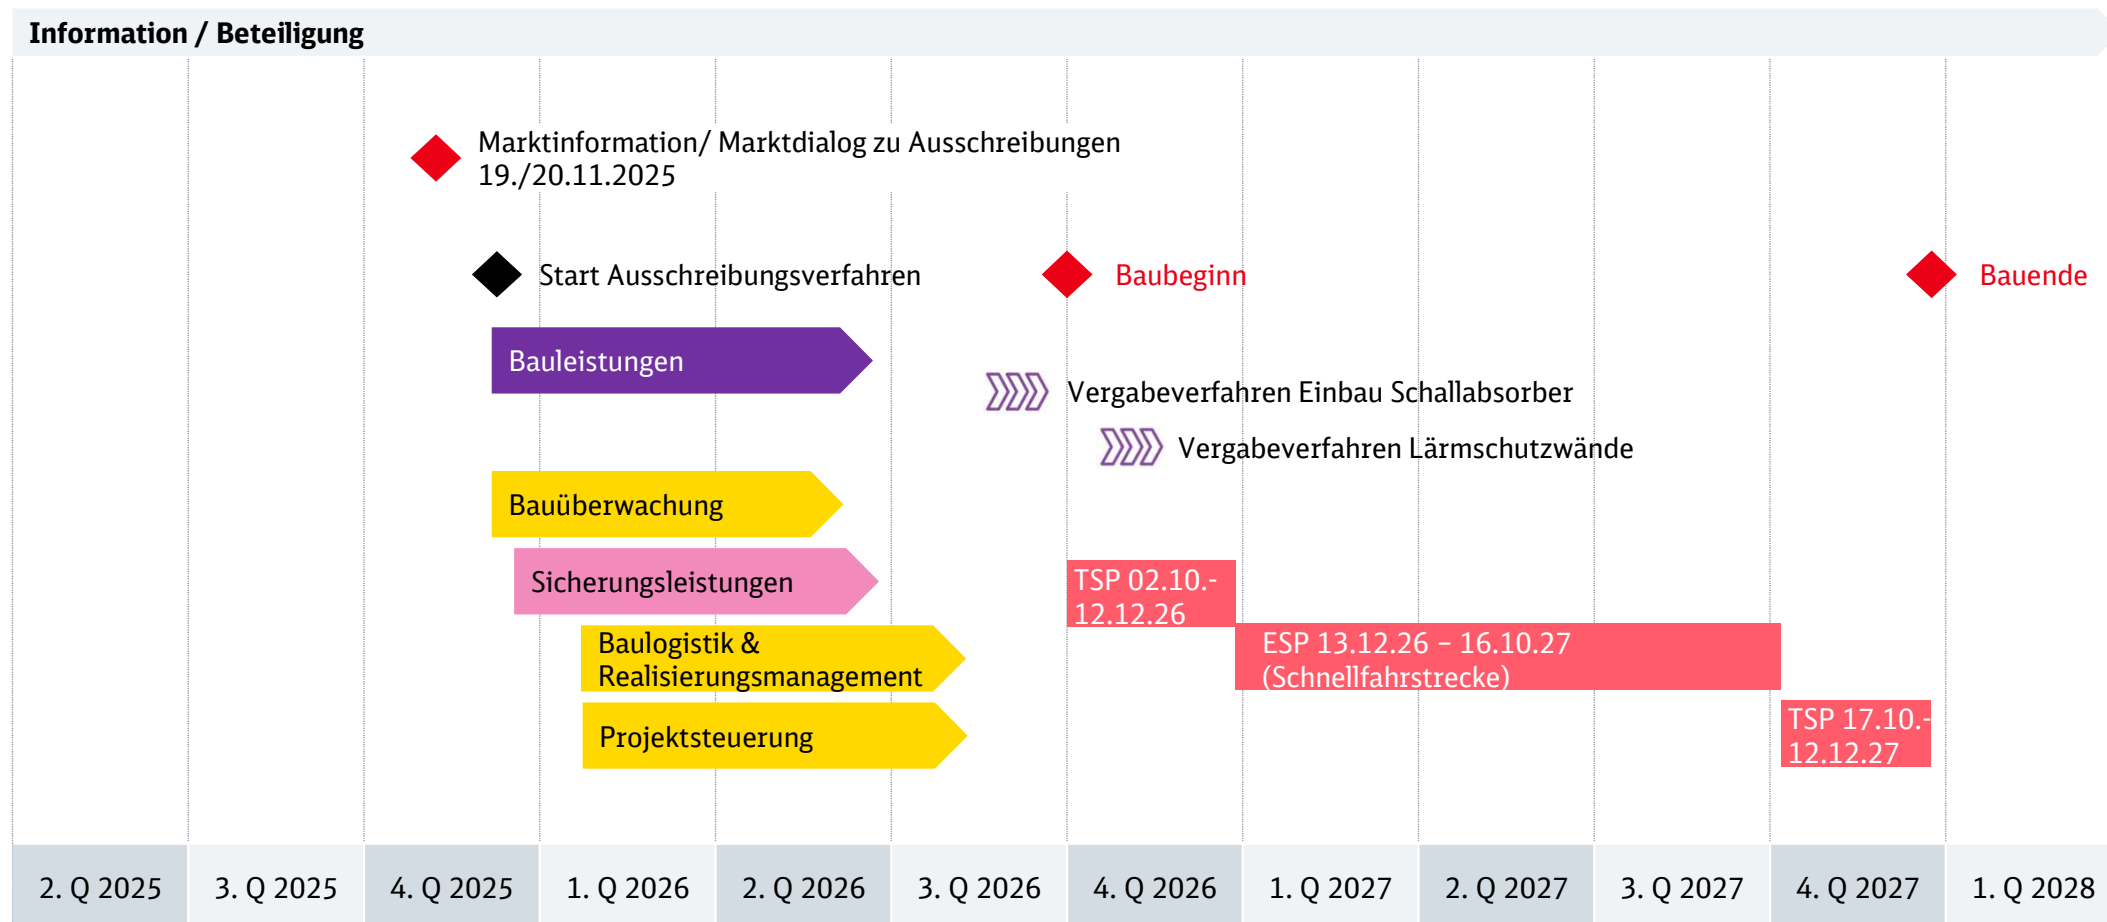 Information / Beteiligung
Marktinformation/ Marktdialog zu Ausschreibungen
19./20.11.2025
Start Ausschreibungsverfahren
Baubeginn
Bauende
Bauleistungen
Vergabeverfahren Einbau Schallabsorber
Vergabeverfahren Lärmschutzwände
Bauüberwachung
Sicherungsleistungen
TSP 02.10.-
12.12.26
Baulogistik &
Realisierungsmanagement
ESP 13.12.26 – 16.10.27
(Schnellfahrstrecke)
Projektsteuerung
TSP 17.10.-
12.12.27
2. Q 2025
3. Q 2025
4. Q 2025
1. Q 2026
2. Q 2026
3. Q 2026
4. Q 2026
1. Q 2027
2. Q 2027
3. Q 2027
4. Q 2027
1. Q 2028